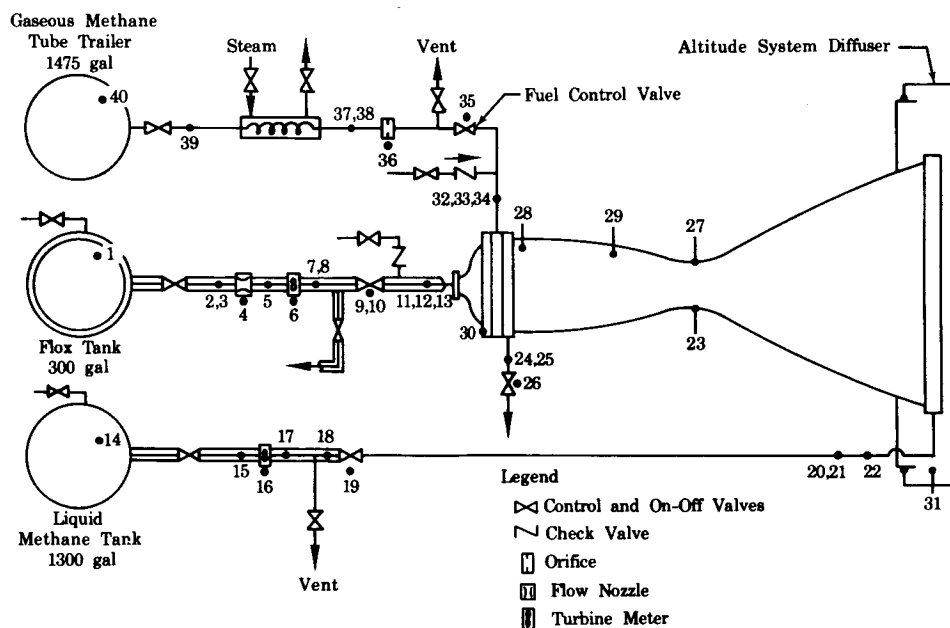 Gaseous Methane
Tube Trailer
1475 gal
40
39
Steam
37,38
36
Vent
35
Fuel Control Valve
Altitude System Diffuser
32,33,34
28
29
27
1
2,3
4
5
6
7,8
9,10
11,12,13
30
23
Flox Tank
300 gal
24,25
26
14
15
16
17
18
19
20,21
22
31
Liquid
Methane Tank
1300 gal
Vent
Legend
Control and On-Off Valves
Check Valve
Orifice
Flow Nozzle
Turbine Meter